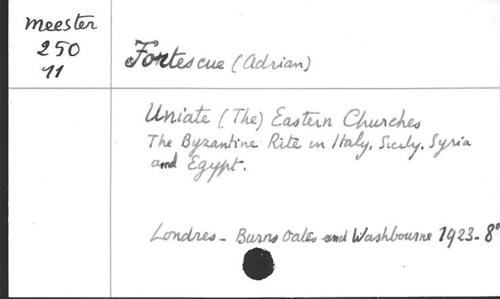 Meester
250
11
Fortescue (Adrian)
Uniate (The) Eastern Churches
The Byzantine Rite in Italy, Sicily, Syria
and Egypt.
Londres - Burns Oates and Washbourne 1923 - 8°